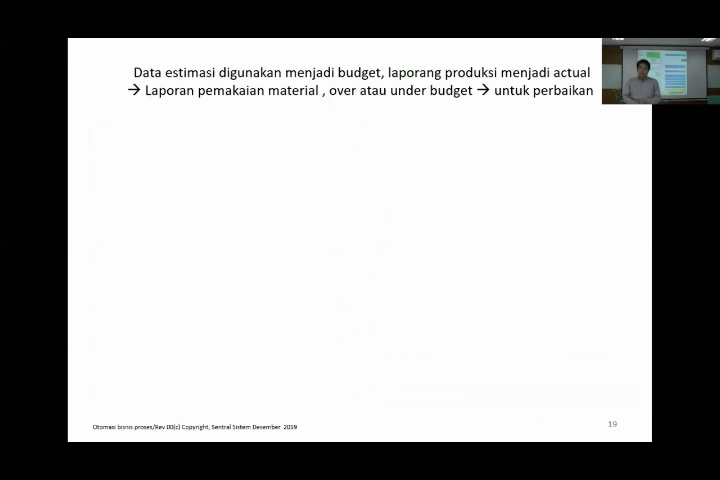 Data estimasi digunakan menjadi budget, laporang produksi menjadi actual
→ Laporan pemakaian material , over atau under budget → untuk perbaikan
Otomasi bisnis proses/Rev 00(c) Copyright, Sentral Sistem Desember 2019
19